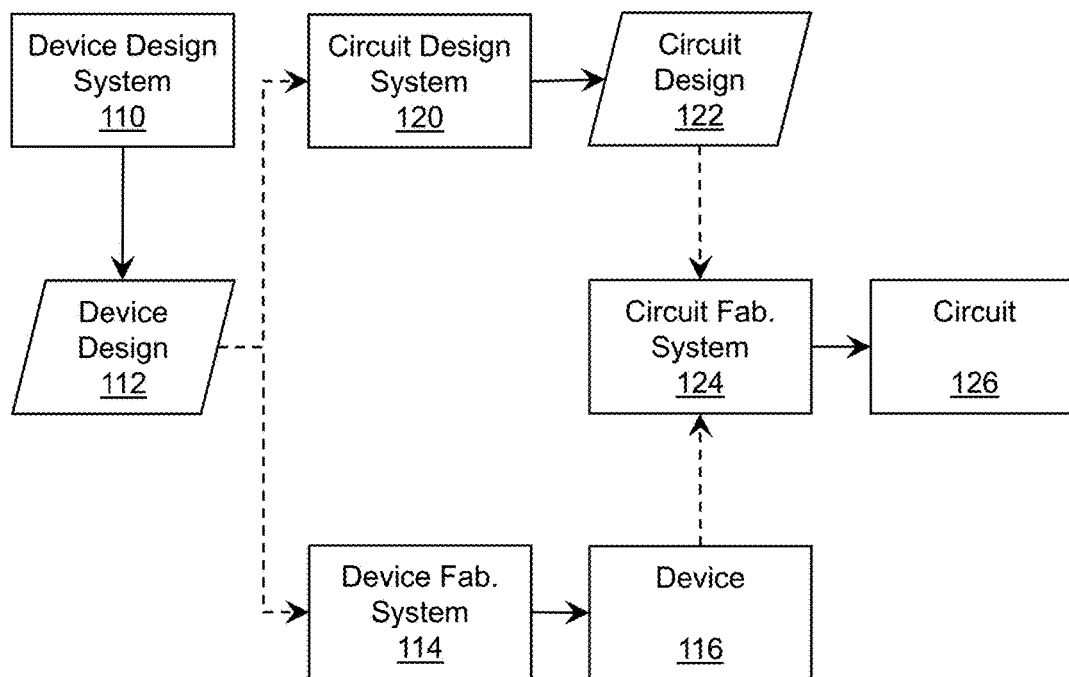 Device Design
System
110
Circuit Design
System
120
Circuit
Design
122
Device
Design
112
Circuit Fab.
System
124
Circuit
126
Device Fab.
System
114
Device
116